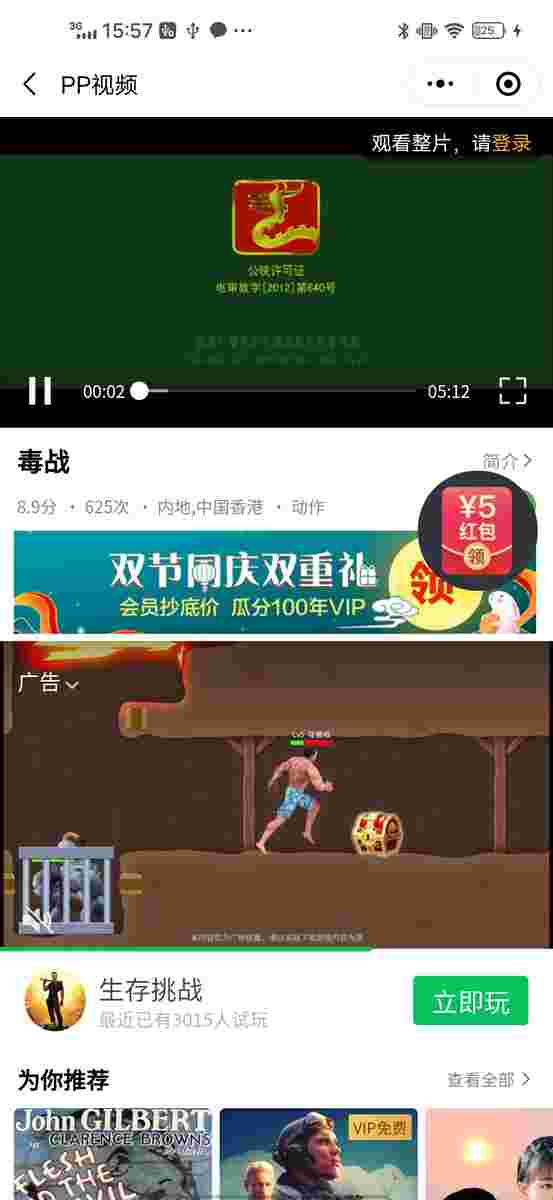 3G 15:57 25
PP视频
观看整片，请登录
公映许可证
电审数字[2012]第640号
00:02 05:12
毒战
简介
8.9分 · 625次 · 内地,中国香港 · 动作
¥5
红包
领
双节同庆双重礼
会员抄底价 瓜分100年VIP
领
广告
生存挑战
最近已有3015人试玩
立即玩
为你推荐
查看全部
John GILBERT
CLARENCE BROWN'S
FLESH
AND THE
VIP免费